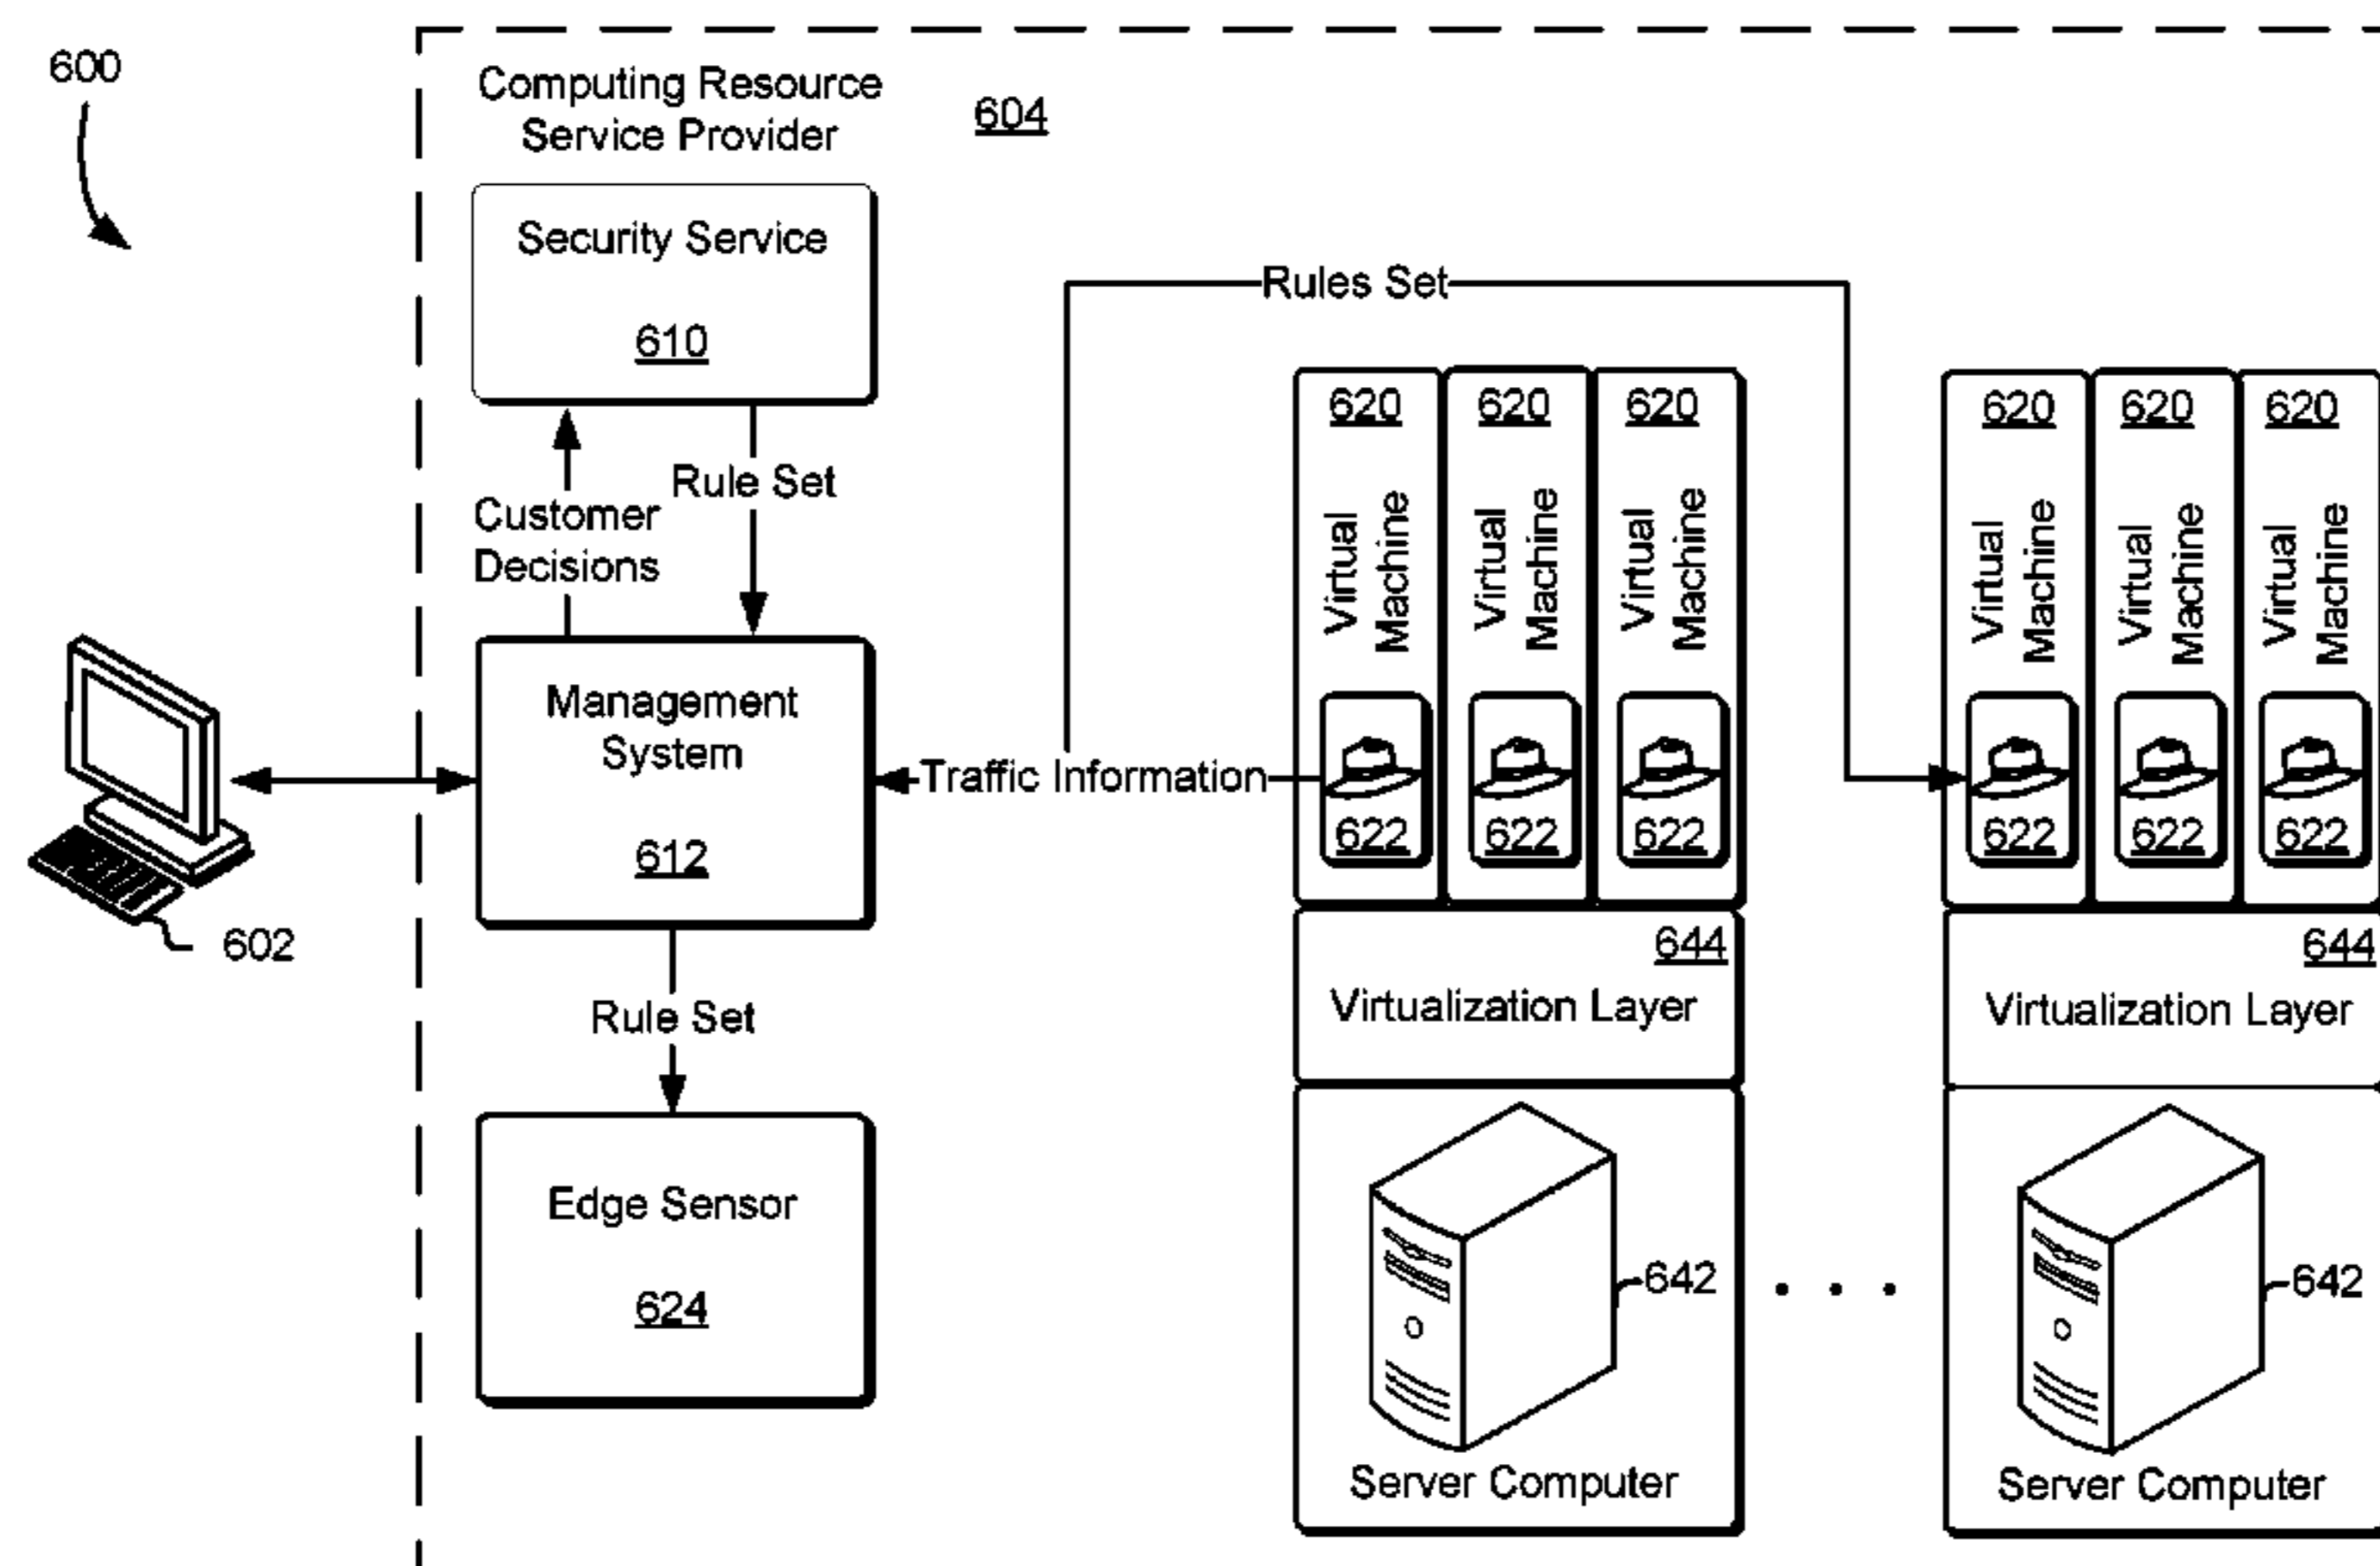 600
Computing Resource
Service Provider
604
Security Service
610
Rules Set
Customer
Decisions
Rule Set
Management
System
612
Traffic Information
602
Rule Set
Edge Sensor
624
620
620
620
Virtual
Machine
Virtual
Machine
Virtual
Machine
622
622
622
644
Virtualization Layer
642
Server Computer
. . .
620
620
620
Virtual
Machine
Virtual
Machine
Virtual
Machine
622
622
622
644
Virtualization Layer
642
Server Computer